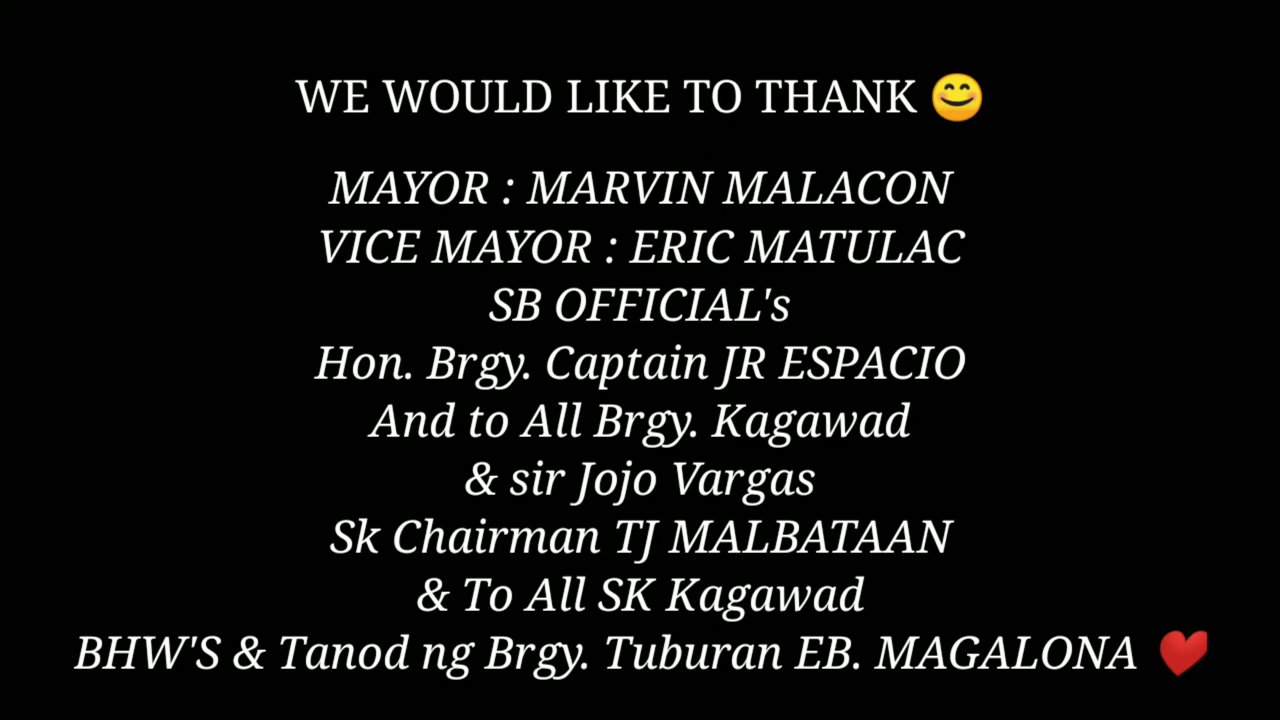 WE WOULD LIKE TO THANK 😊
MAYOR : MARVIN MALACON
VICE MAYOR : ERIC MATULAC
SB OFFICIAL's
Hon. Brgy. Captain JR ESPACIO
And to All Brgy. Kagawad
& sir Jojo Vargas
Sk Chairman TJ MALBATAAN
& To All SK Kagawad
BHW'S & Tanod ng Brgy. Tuburan EB. MAGALONA ❤️